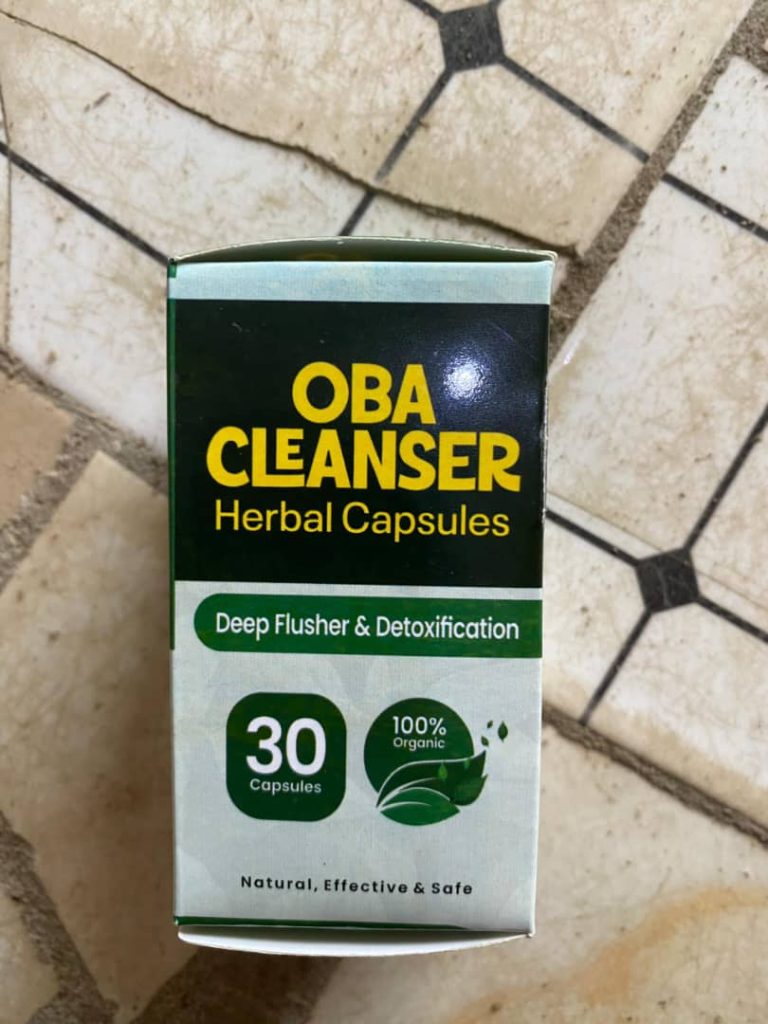 OBA
CLEANSER
Herbal Capsules
Deep Flusher & Detoxification
30
Capsules
100%
Organic
Natural, Effective & Safe